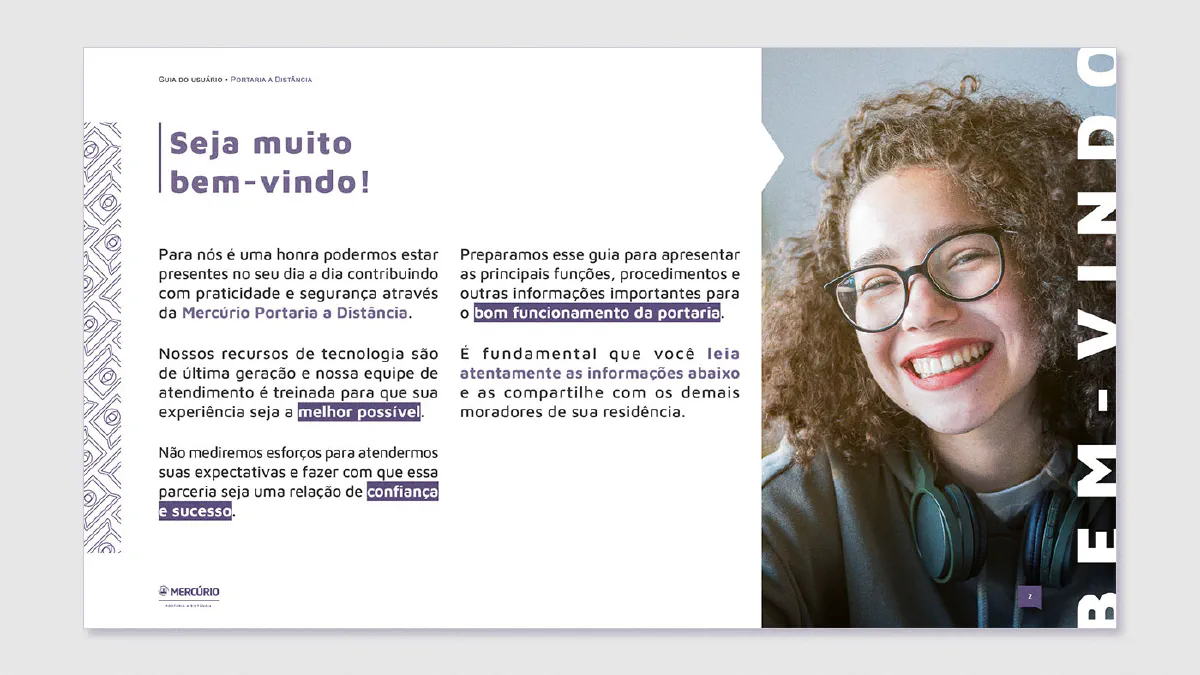 GUIA DO USUÁRIO • PORTARIA A DISTÂNCIA
Seja muito
bem-vindo!
Para nós é uma honra podermos estar
presentes no seu dia a dia contribuindo
com praticidade e segurança através
da Mercúrio Portaria a Distância.
Nossos recursos de tecnologia são
de última geração e nossa equipe de
atendimento é treinada para que sua
experiência seja a melhor possível.
Não mediremos esforços para atendermos
suas expectativas e fazer com que essa
parceria seja uma relação de confiança
e sucesso.
Preparamos esse guia para apresentar
as principais funções, procedimentos e
outras informações importantes para
o bom funcionamento da portaria.
É fundamental que você leia
atentamente as informações abaixo
e as compartilhe com os demais
moradores de sua residência.
MERCÚRIO
PORTARIA A DISTÂNCIA
2
BEM-VINDO